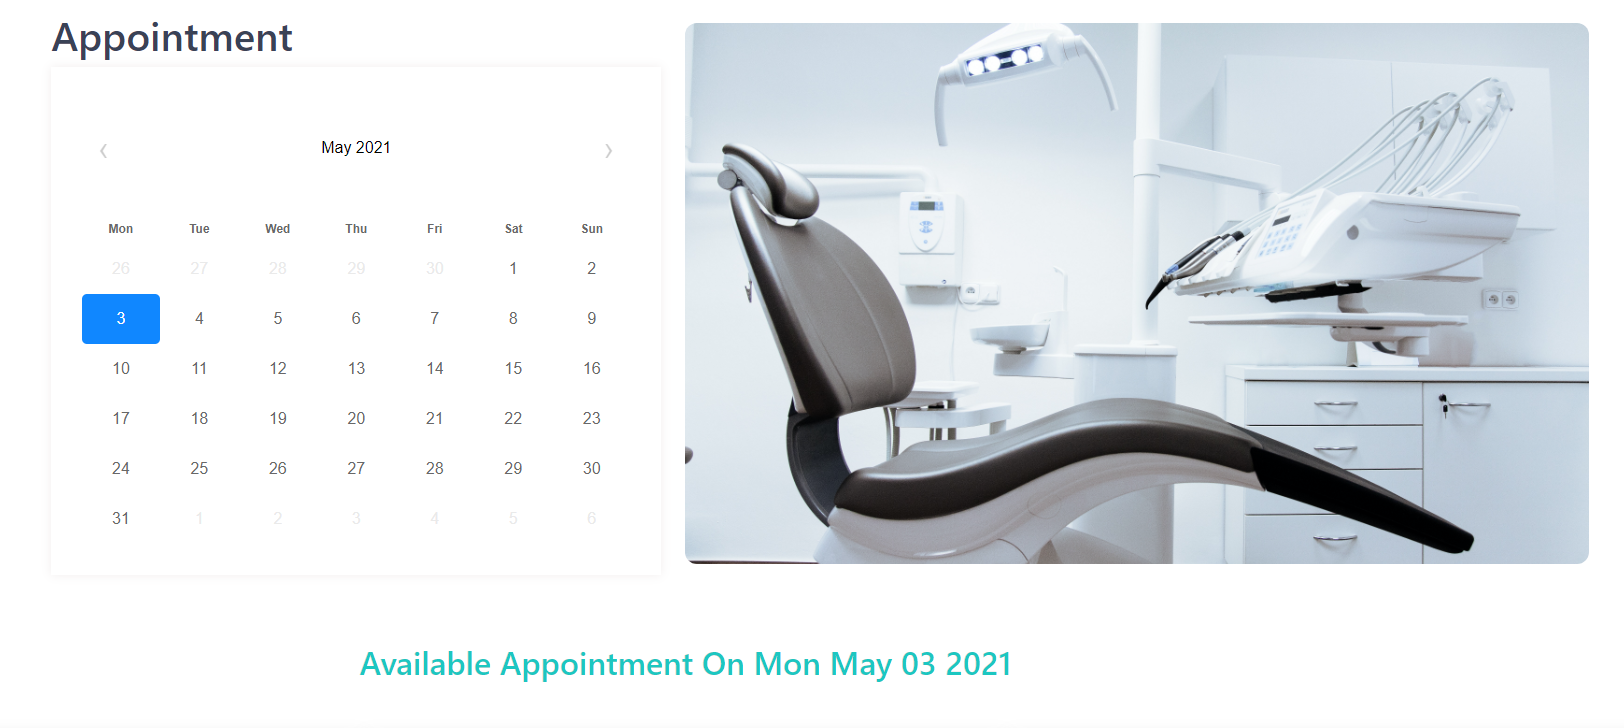 Appointment
‹ May 2021 ›
Mon Tue Wed Thu Fri Sat Sun
26 27 28 29 30 1 2
3 4 5 6 7 8 9
10 11 12 13 14 15 16
17 18 19 20 21 22 23
24 25 26 27 28 29 30
31 1 2 3 4 5 6
Available Appointment On Mon May 03 2021